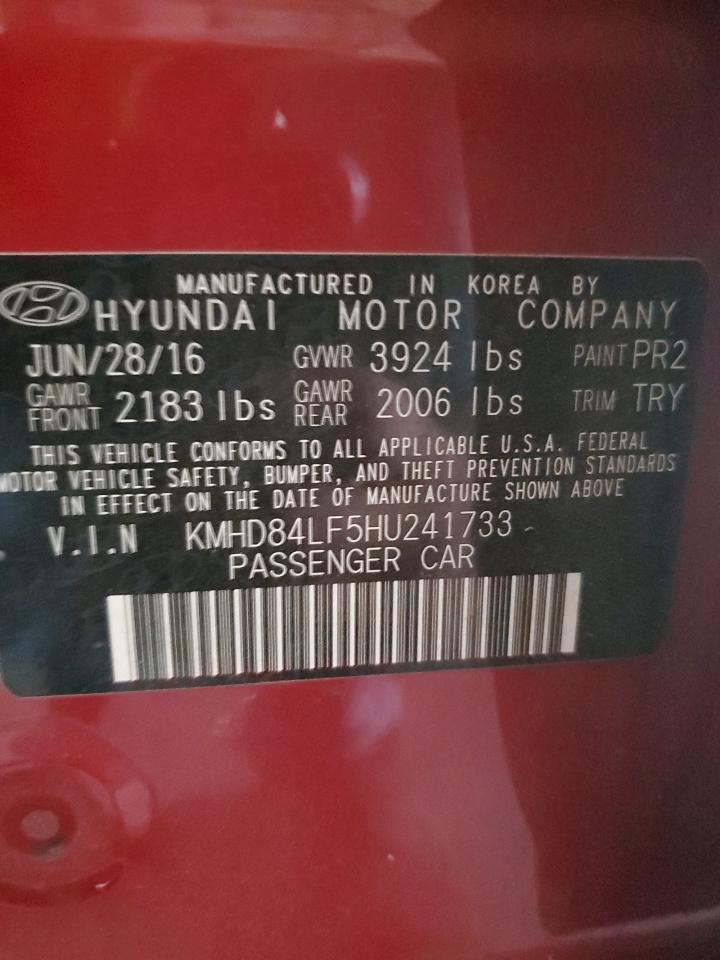 MANUFACTURED IN KOREA BY
HYUNDAI MOTOR COMPANY
JUN/28/16 GVWR 3924 lbs PAINT PR2
GAWR FRONT 2183 lbs GAWR REAR 2006 lbs TRIM TRY
THIS VEHICLE CONFORMS TO ALL APPLICABLE U.S.A. FEDERAL
MOTOR VEHICLE SAFETY, BUMPER, AND THEFT PREVENTION STANDARDS
IN EFFECT ON THE DATE OF MANUFACTURE SHOWN ABOVE
V.I.N KMHD84LF5HU241733
PASSENGER CAR